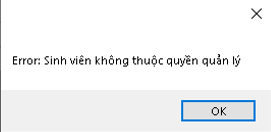 Error: Sinh viên không thuộc quyền quản lý
OK